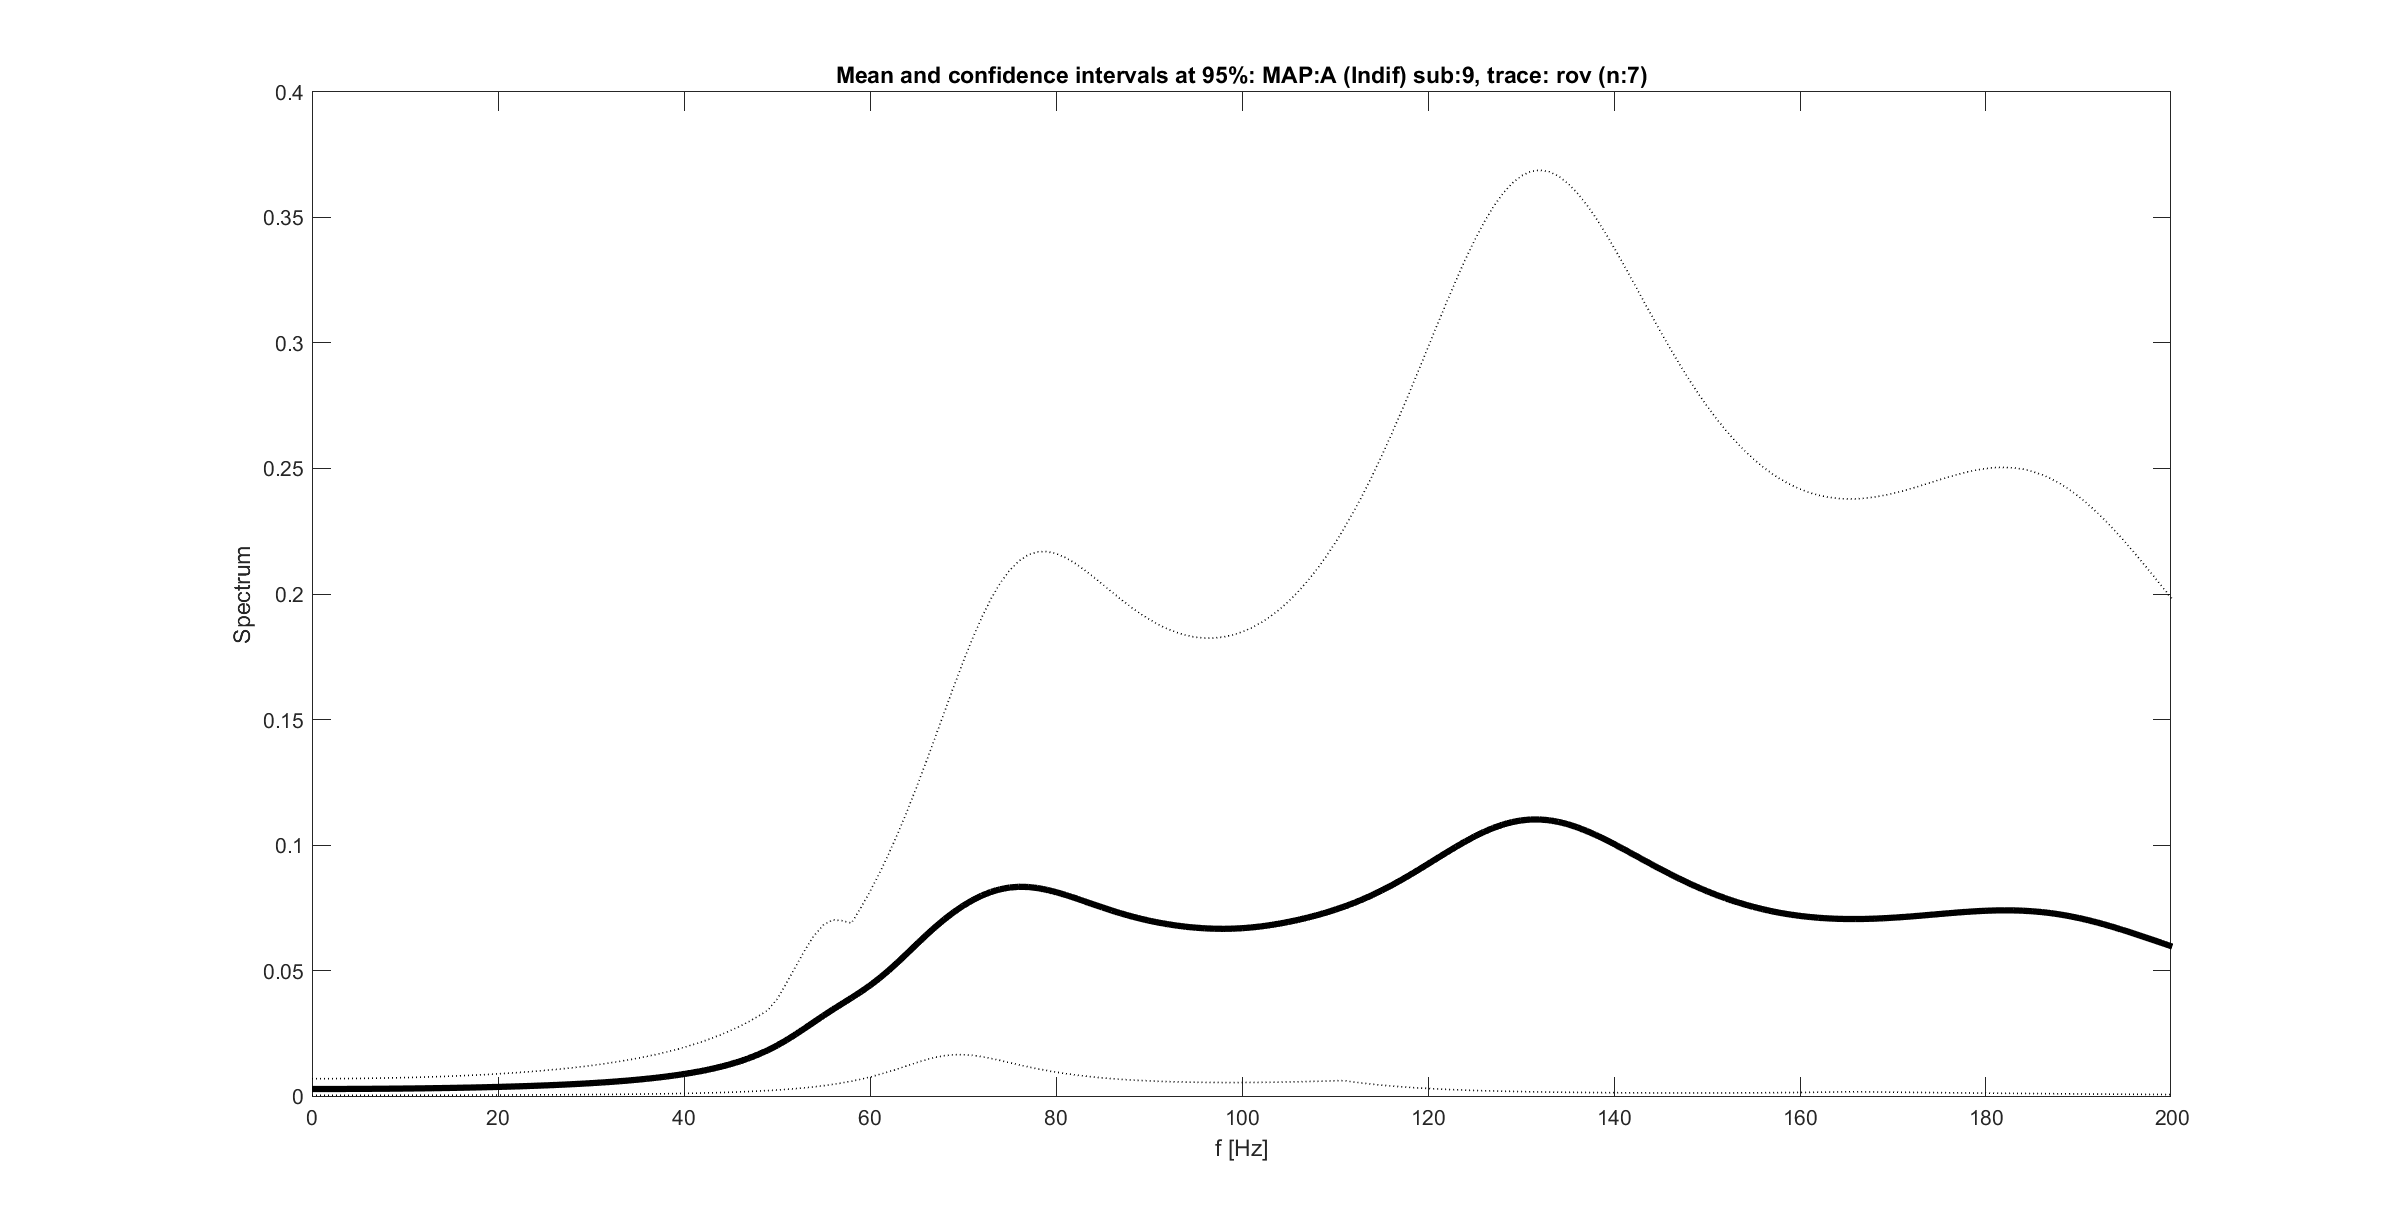 Mean and confidence intervals at 95%: MAP:A (Indif) sub:9, trace: rov (n:7)
0.4
0.35
0.3
0.25
0.2
0.15
0.1
0.05
0
Spectrum
0 20 40 60 80 100 120 140 160 180 200
f [Hz]